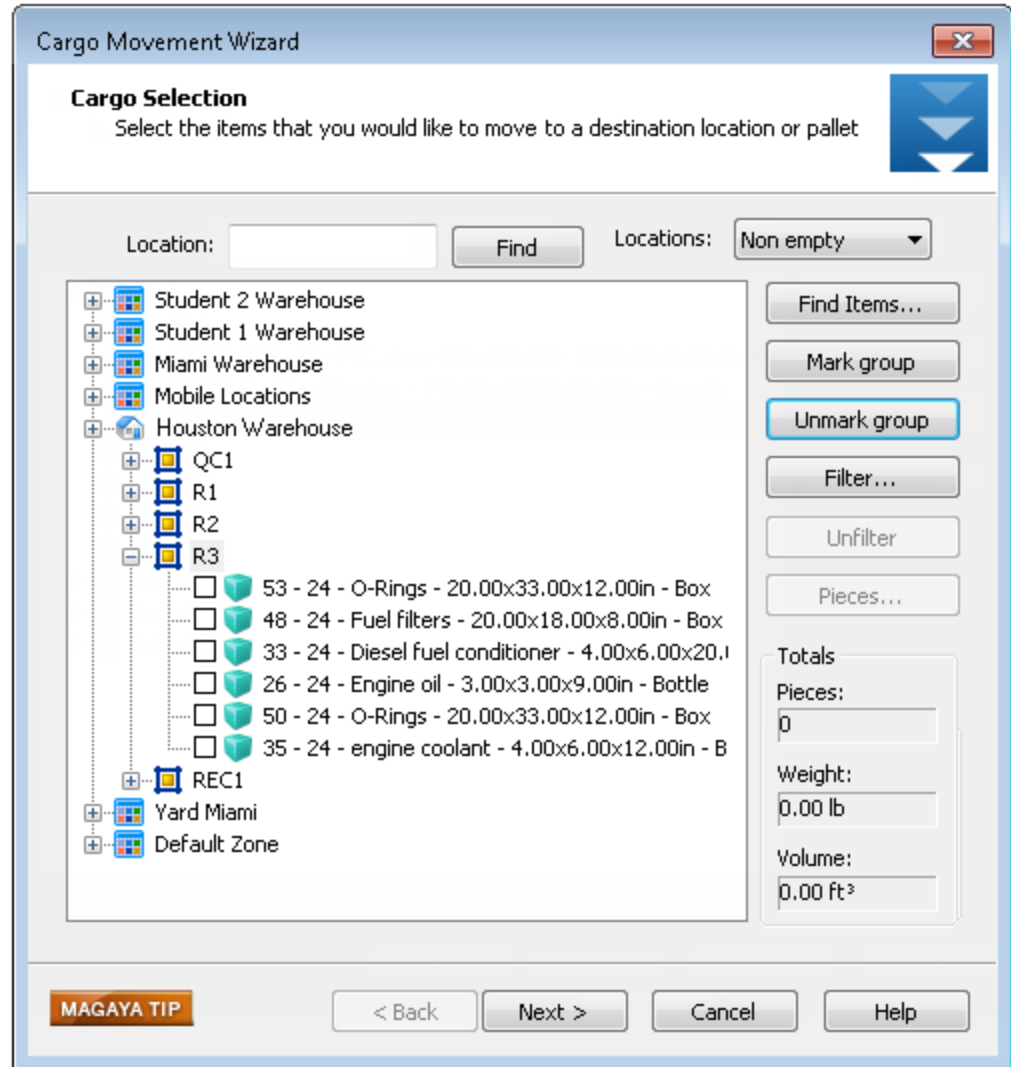 Cargo Movement Wizard
Cargo Selection
Select the items that you would like to move to a destination location or pallet
Location:
Find
Locations:
Non empty
Student 2 Warehouse
Student 1 Warehouse
Miami Warehouse
Mobile Locations
Houston Warehouse
QC1
R1
R2
R3
53 - 24 - O-Rings - 20.00x33.00x12.00in - Box
48 - 24 - Fuel filters - 20.00x18.00x8.00in - Box
33 - 24 - Diesel fuel conditioner - 4.00x6.00x20.
26 - 24 - Engine oil - 3.00x3.00x9.00in - Bottle
50 - 24 - O-Rings - 20.00x33.00x12.00in - Box
35 - 24 - engine coolant - 4.00x6.00x12.00in - B
REC1
Yard Miami
Default Zone
Find Items...
Mark group
Unmark group
Filter...
Unfilter
Pieces...
Totals
Pieces:
0
Weight:
0.00 lb
Volume:
0.00 ft³
MAGAYA TIP
< Back
Next >
Cancel
Help